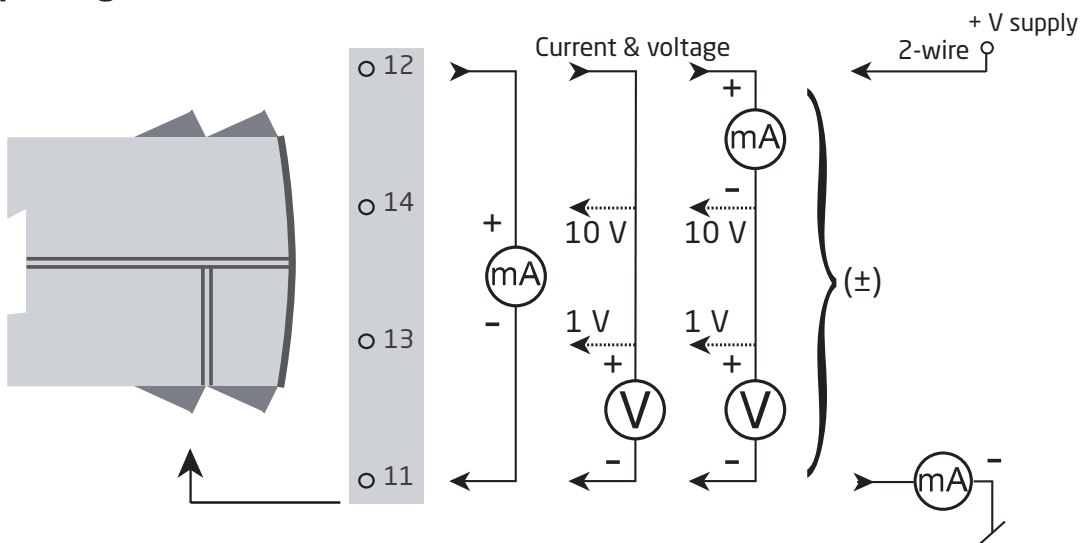 + V supply
Current & voltage
2-wire
12
+
mA
-
14
10 V
10 V
+
mA
-
(±)
13
1 V
1 V
+
+
V
V
-
-
11
mA
-